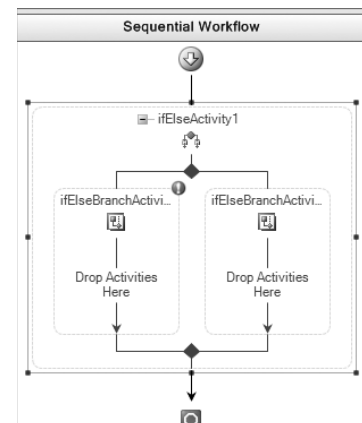 Sequential Workflow
ifElseActivity1
ifElseBranchActivi...
ifElseBranchActivi...
Drop Activities
Here
Drop Activities
Here